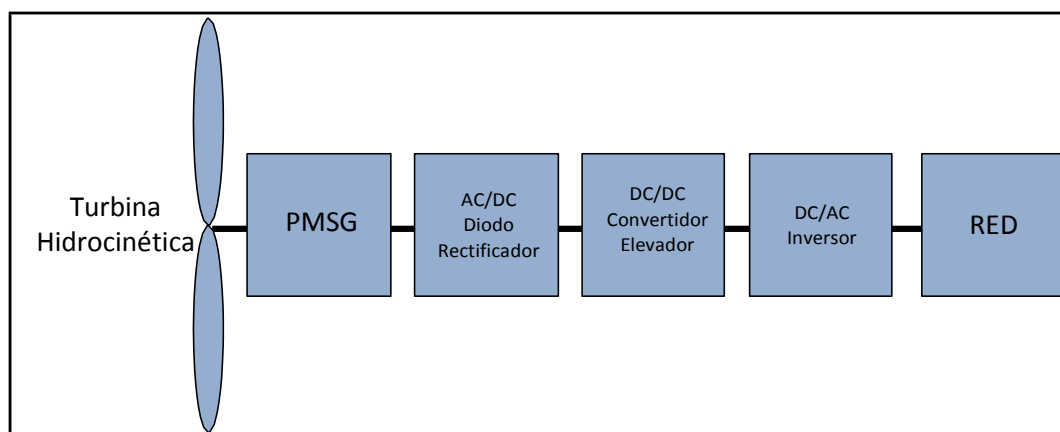 Turbina
Hidrocinética
PMSG
AC/DC
Diodo
Rectificador
DC/DC
Convertidor
Elevador
DC/AC
Inversor
RED